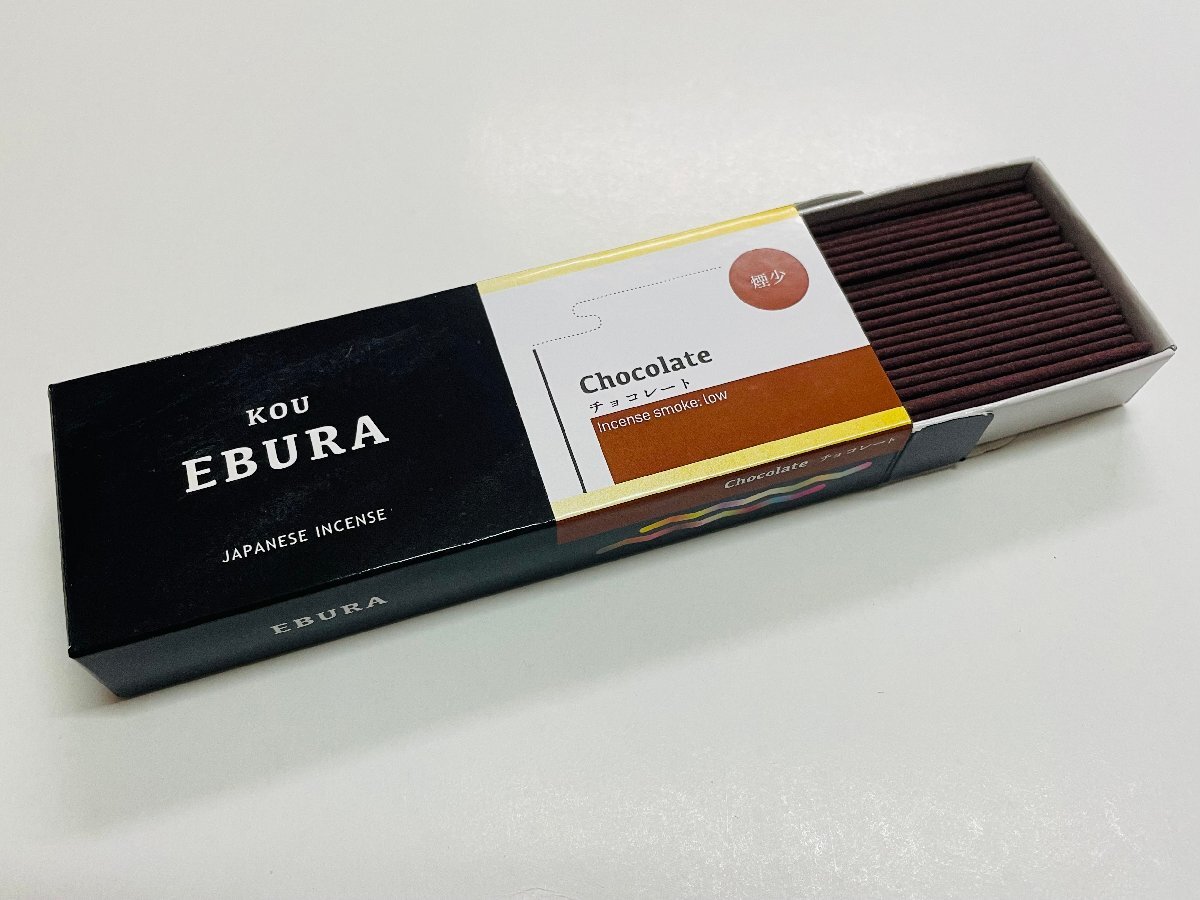 KOU
EBURA
JAPANESE INCENSE
煙少
Chocolate
チョコレート
Incense smoke: low
Chocolate チョコレート
EBURA